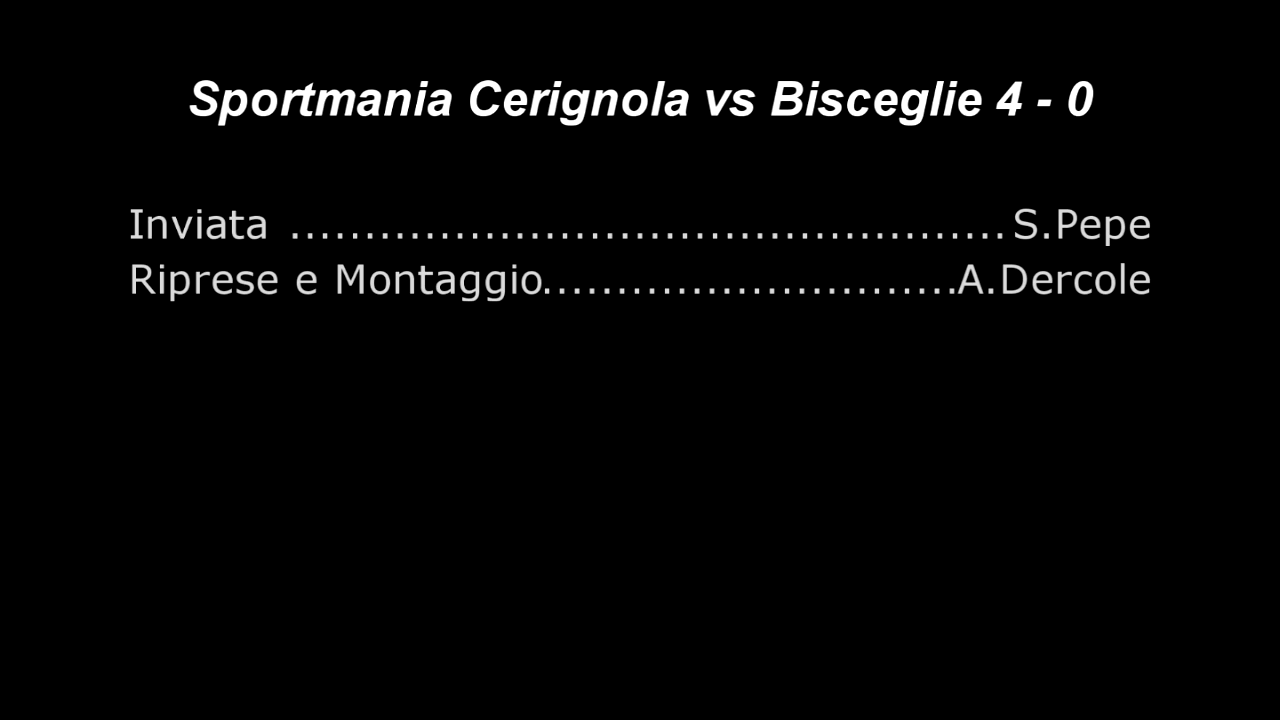 Sportmania Cerignola vs Bisceglie 4 - 0
Inviata ................................................ S.Pepe
Riprese e Montaggio............................A.Dercole